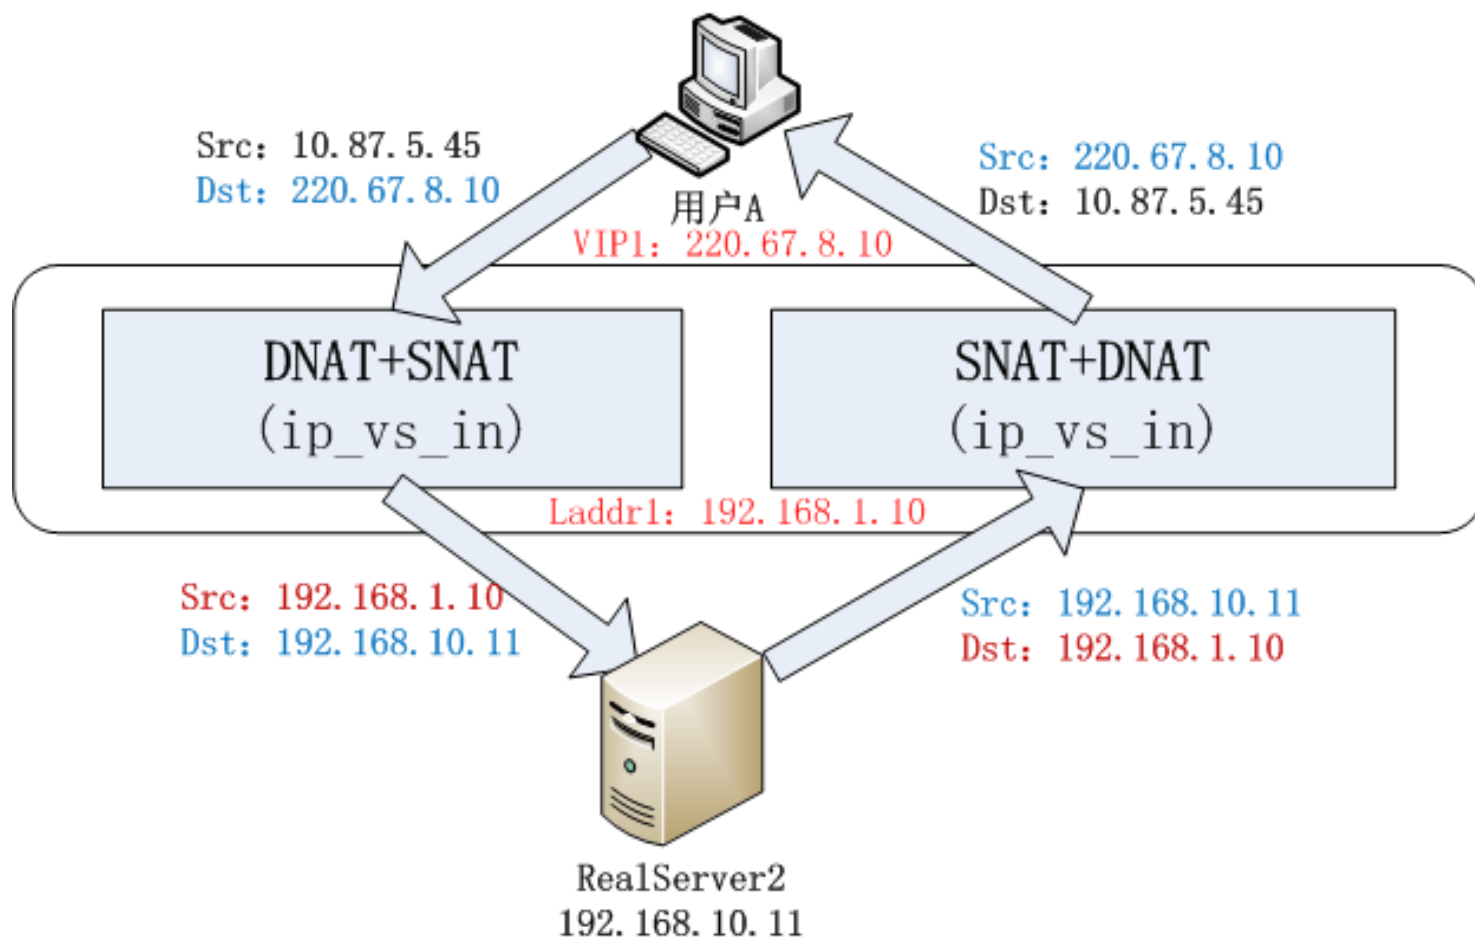 Src: 10.87.5.45
Dst: 220.67.8.10
Src: 220.67.8.10
Dst: 10.87.5.45
用户A
VIP1: 220.67.8.10
DNAT+SNAT
(ip_vs_in)
SNAT+DNAT
(ip_vs_in)
Laddr1: 192.168.1.10
Src: 192.168.1.10
Dst: 192.168.10.11
Src: 192.168.10.11
Dst: 192.168.1.10
RealServer2
192.168.10.11